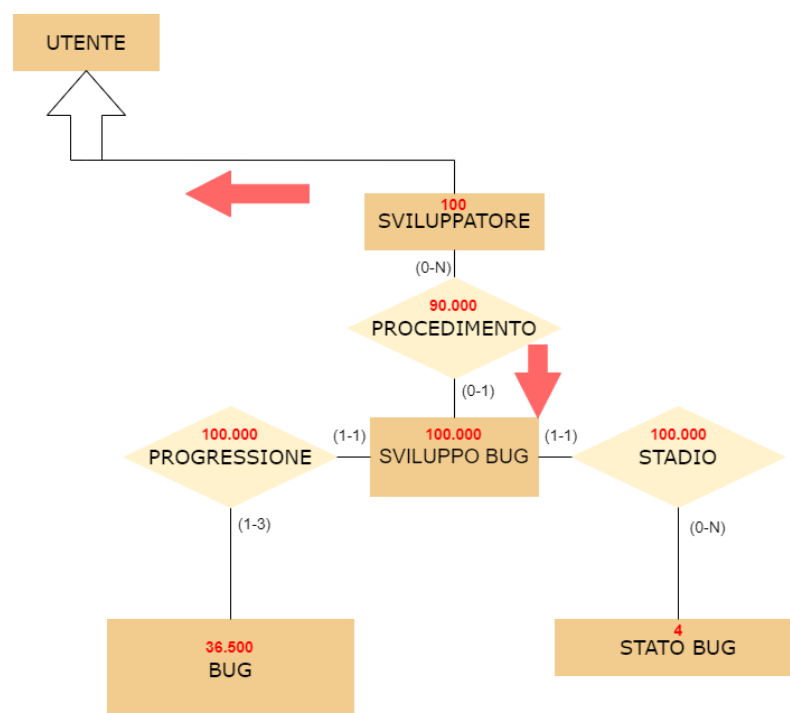 UTENTE
100
SVILUPPATORE
(0-N)
90.000
PROCEDIMENTO
(0-1)
100.000
PROGRESSIONE
(1-1)
100.000
SVILUPPO BUG
(1-1)
100.000
STADIO
(1-3)
(0-N)
36.500
BUG
4
STATO BUG